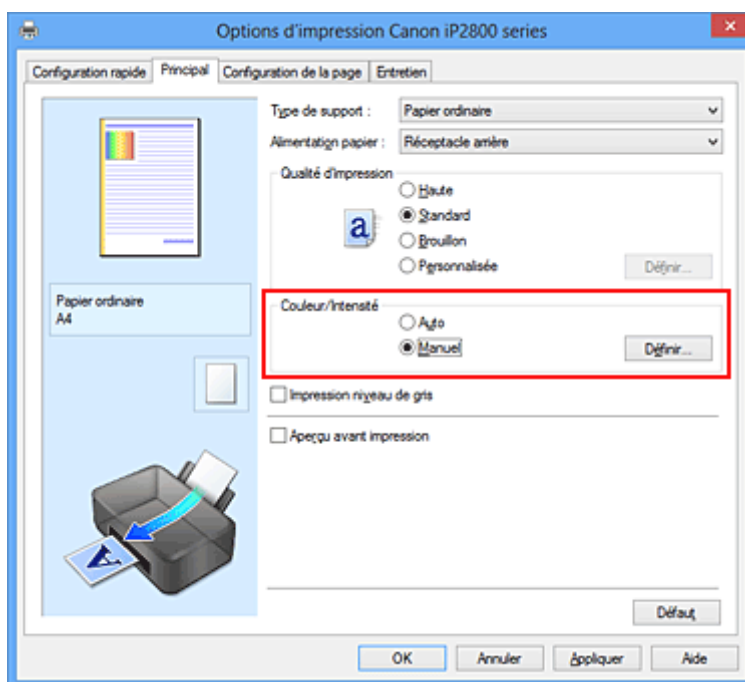 Options d'impression Canon iP2800 series
Configuration rapide Principal Configuration de la page Entretien
Type de support : Papier ordinaire
Alimentation papier : Réceptacle arrière
Qualité d'impression
Haute
a Standard
Brouillon
Personnalisée Définir...
Papier ordinaire
A4
Couleur/Intensité
Auto
Manuel Définir...
Impression niveau de gris
Aperçu avant impression
A
Défaut
OK Annuler Appliquer Aide